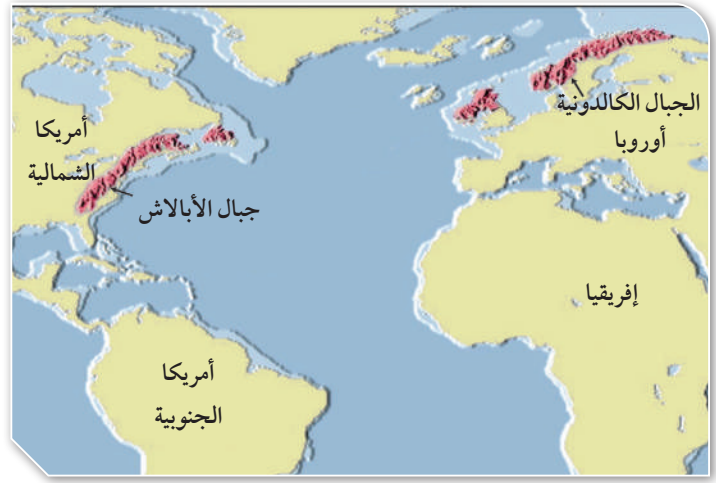 الجبال الكالدونية
أوروبا
أمريكا
الشمالية
جبال الأبالاش
إفريقيا
أمريكا
الجنوبية